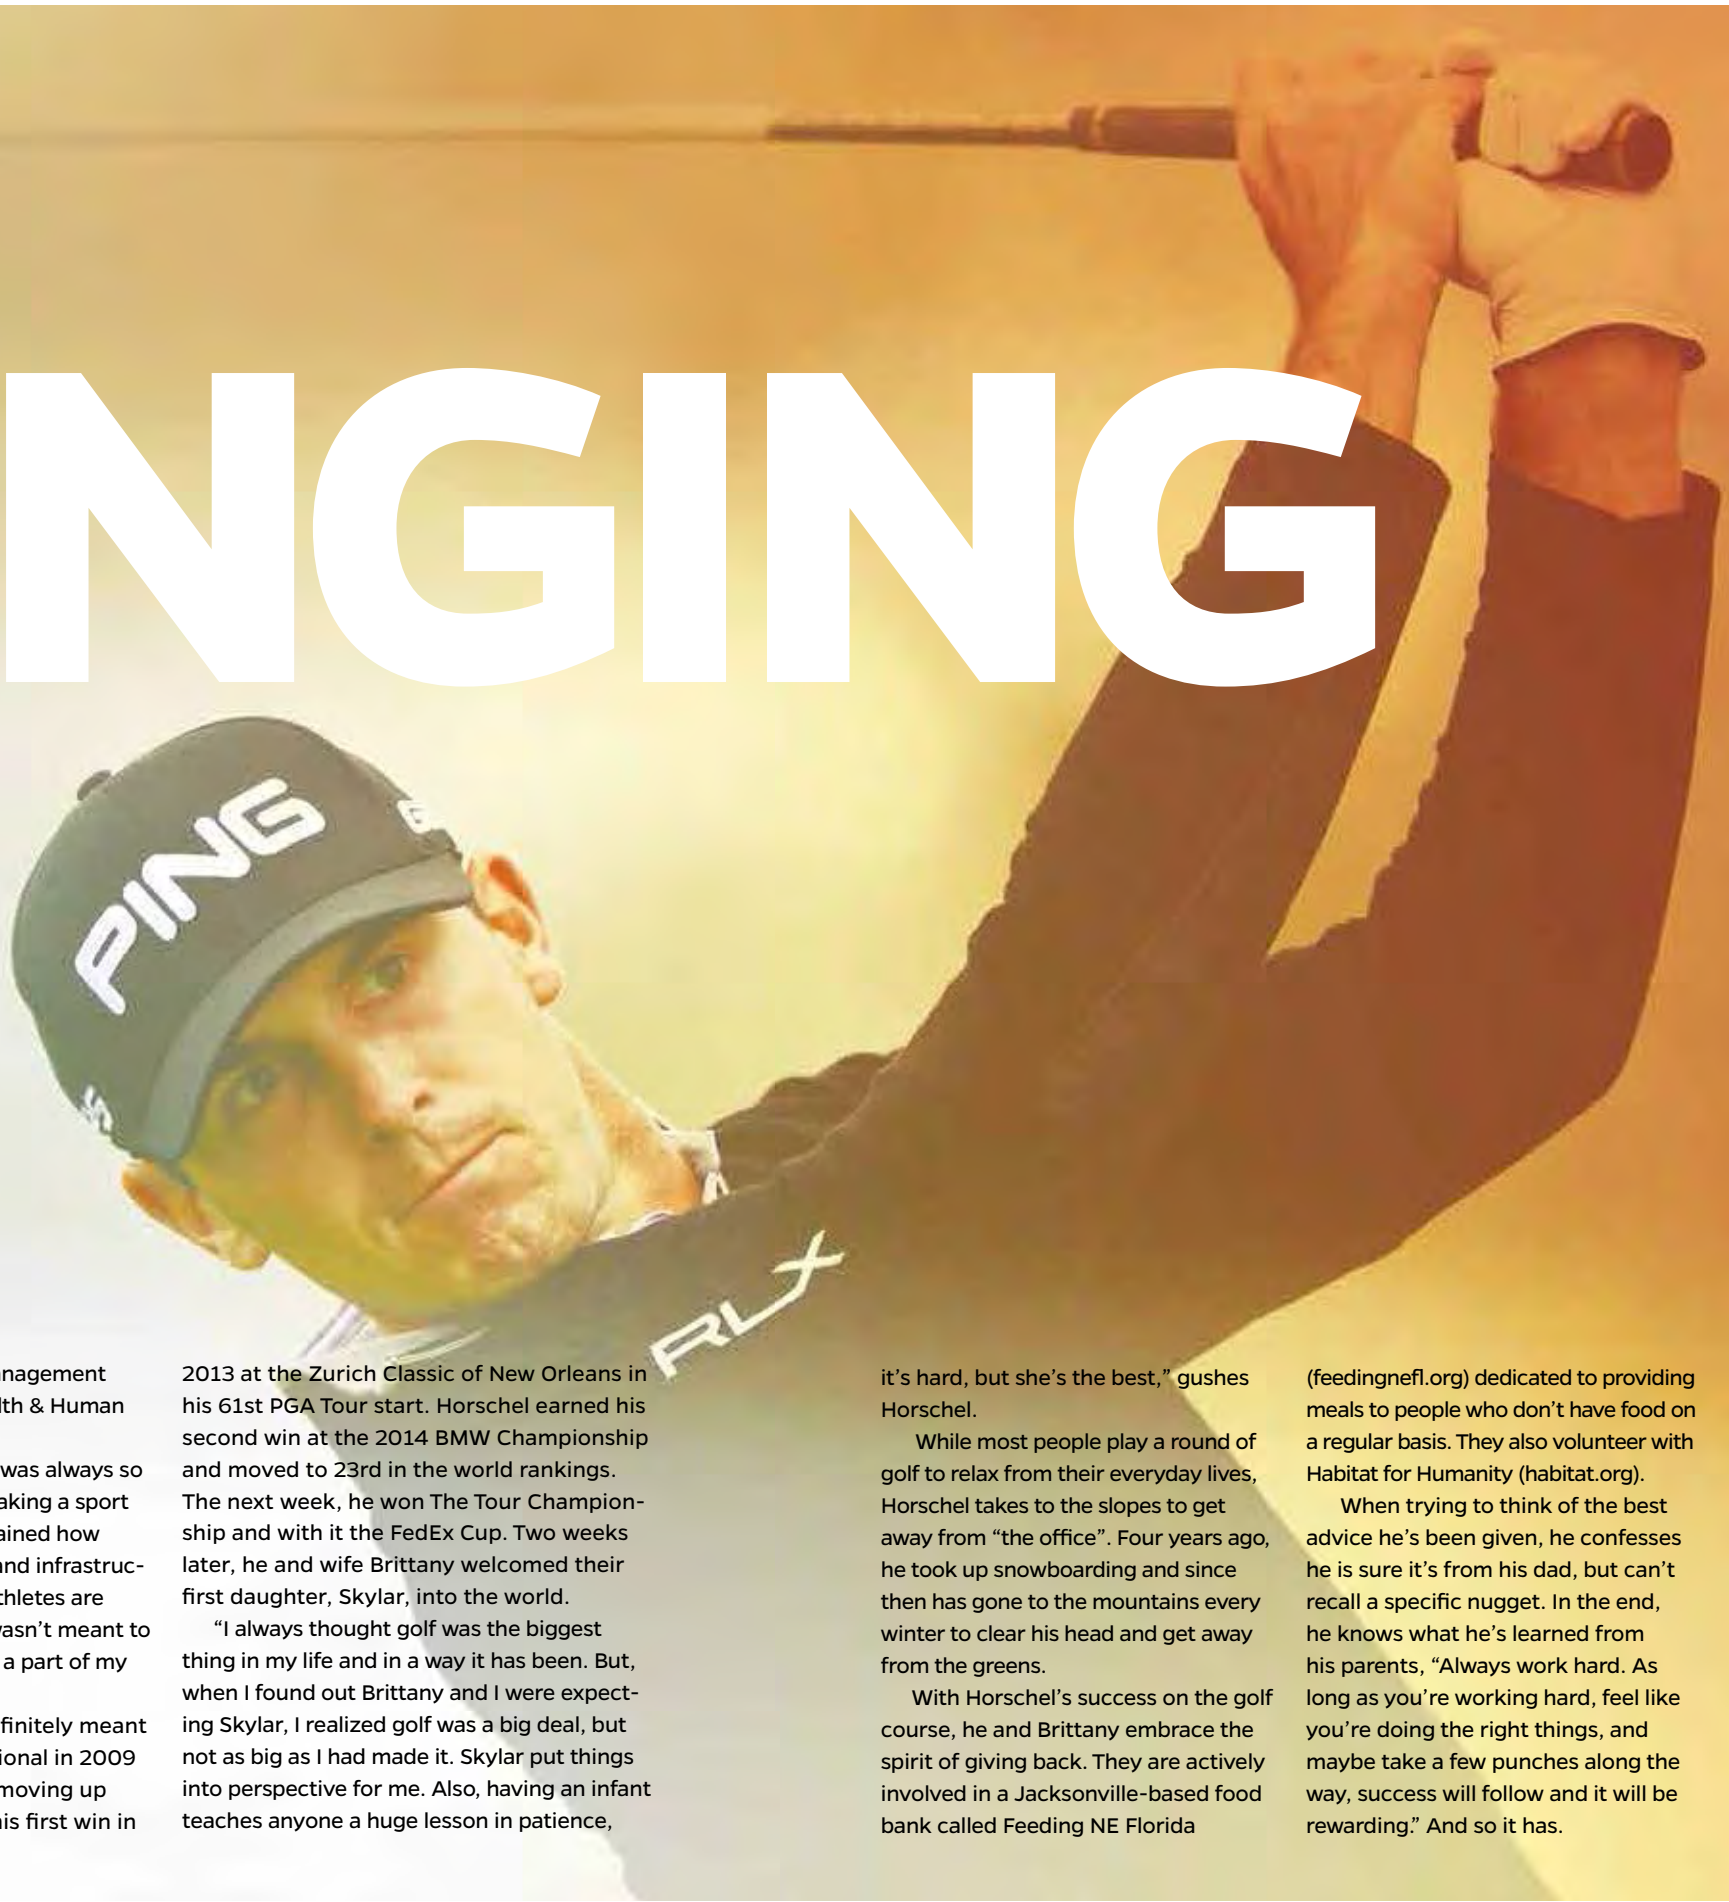 NGING
PING
G
RLX
nagement
lth & Human
was always so
aking a sport
ained how
and infrastruc-
thletes are
wasn't meant to
a part of my
finitely meant
ional in 2009
moving up
his first win in
2013 at the Zurich Classic of New Orleans in
his 61st PGA Tour start. Horschel earned his
second win at the 2014 BMW Championship
and moved to 23rd in the world rankings.
The next week, he won The Tour Champion-
ship and with it the FedEx Cup. Two weeks
later, he and wife Brittany welcomed their
first daughter, Skylar, into the world.
“I always thought golf was the biggest
thing in my life and in a way it has been. But,
when I found out Brittany and I were expect-
ing Skylar, I realized golf was a big deal, but
not as big as I had made it. Skylar put things
into perspective for me. Also, having an infant
teaches anyone a huge lesson in patience,
it’s hard, but she’s the best,” gushes
Horschel.
While most people play a round of
golf to relax from their everyday lives,
Horschel takes to the slopes to get
away from “the office”. Four years ago,
he took up snowboarding and since
then has gone to the mountains every
winter to clear his head and get away
from the greens.
With Horschel’s success on the golf
course, he and Brittany embrace the
spirit of giving back. They are actively
involved in a Jacksonville-based food
bank called Feeding NE Florida
(feedingnefl.org) dedicated to providing
meals to people who don’t have food on
a regular basis. They also volunteer with
Habitat for Humanity (habitat.org).
When trying to think of the best
advice he’s been given, he confesses
he is sure it’s from his dad, but can’t
recall a specific nugget. In the end,
he knows what he’s learned from
his parents, “Always work hard. As
long as you’re working hard, feel like
you’re doing the right things, and
maybe take a few punches along the
way, success will follow and it will be
rewarding.” And so it has.